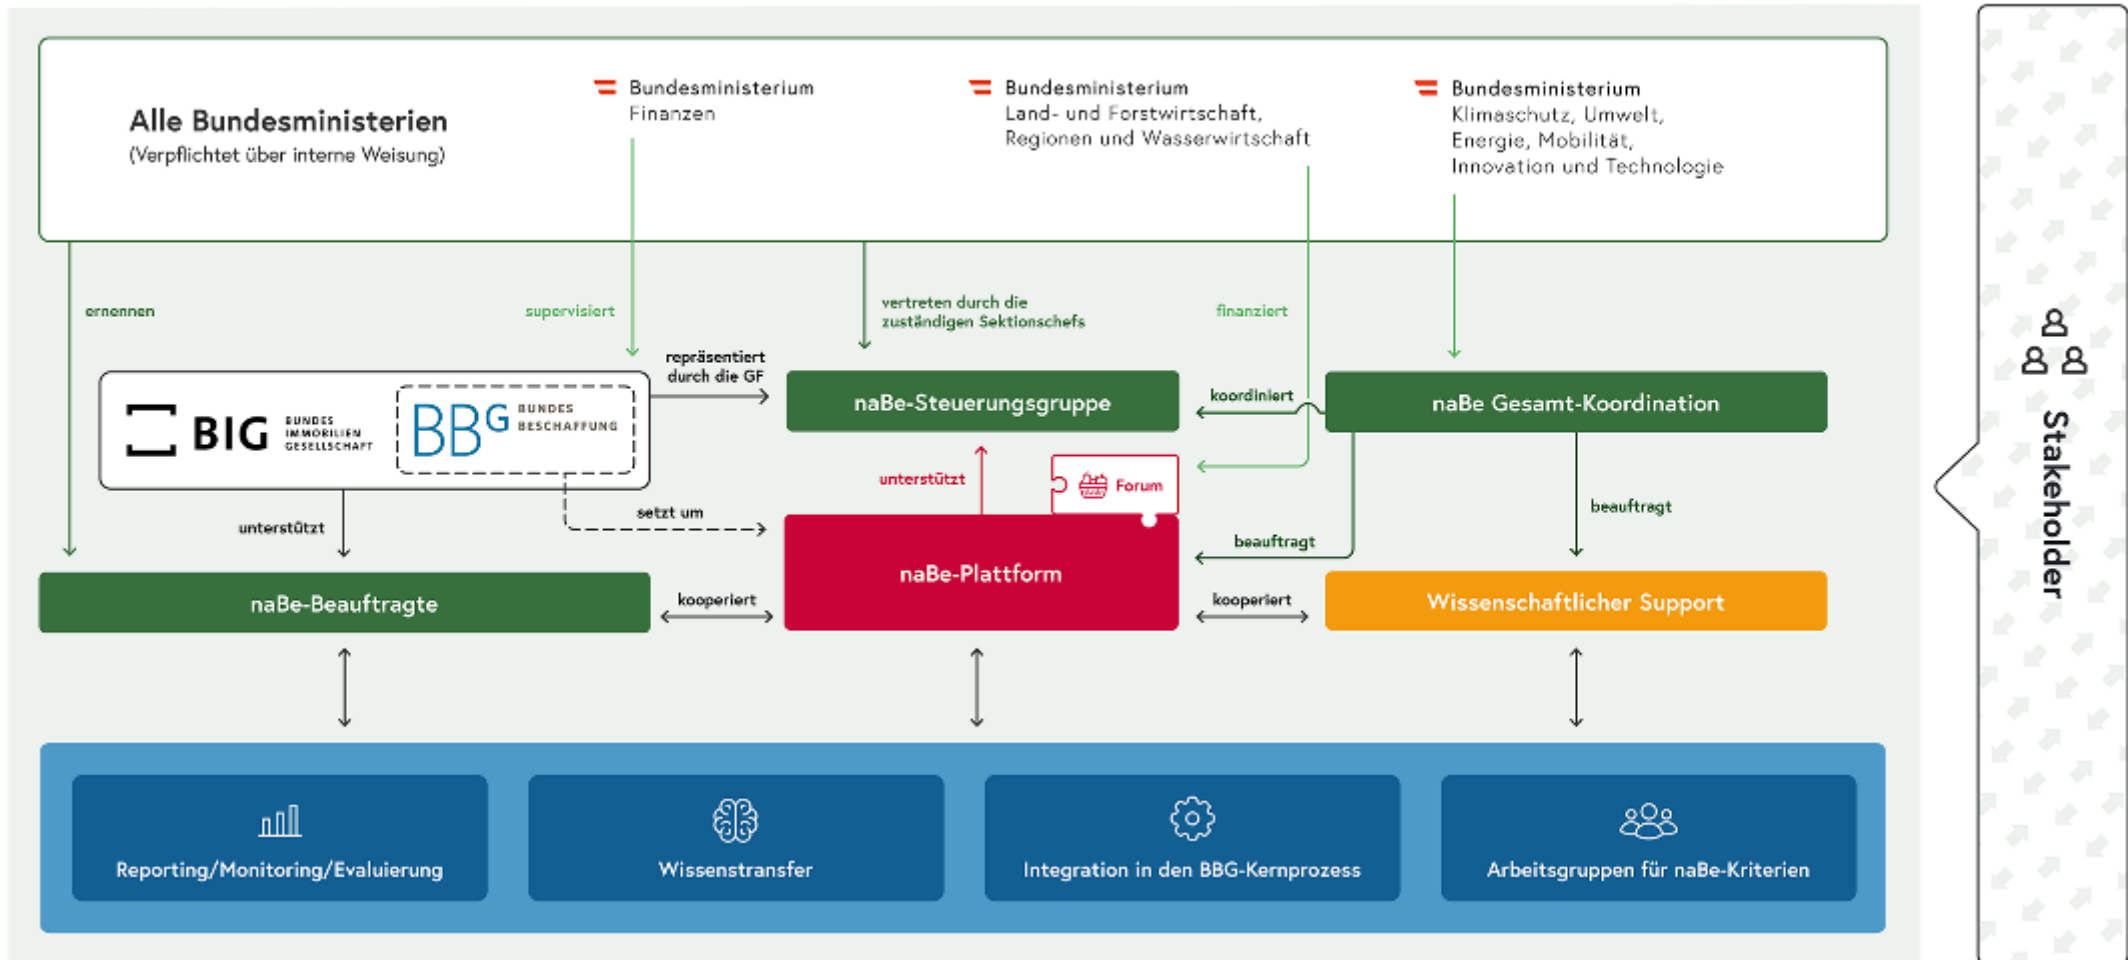 Alle Bundesministerien
(Verpflichtet über interne Weisung)
Bundesministerium
Finanzen
Bundesministerium
Land- und Forstwirtschaft,
Regionen und Wasserwirtschaft
Bundesministerium
Klimaschutz, Umwelt,
Energie, Mobilität,
Innovation und Technologie
ernennen
supervisiert
vertreten durch die
zuständigen Sektionschefs
finanziert
repräsentiert
durch die GF
BIG
BUNDES
IMMOBILIEN
GESELLSCHAFT
BBG
BUNDES
BESCHAFFUNG
naBe-Steuerungsgruppe
koordiniert
naBe Gesamt-Koordination
unterstützt
Forum
unterstützt
setzt um
beauftragt
beauftragt
naBe-Beauftragte
kooperiert
naBe-Plattform
kooperiert
Wissenschaftlicher Support
Reporting/Monitoring/Evaluierung
Wissenstransfer
Integration in den BBG-Kernprozess
Arbeitsgruppen für naBe-Kriterien
Stakeholder